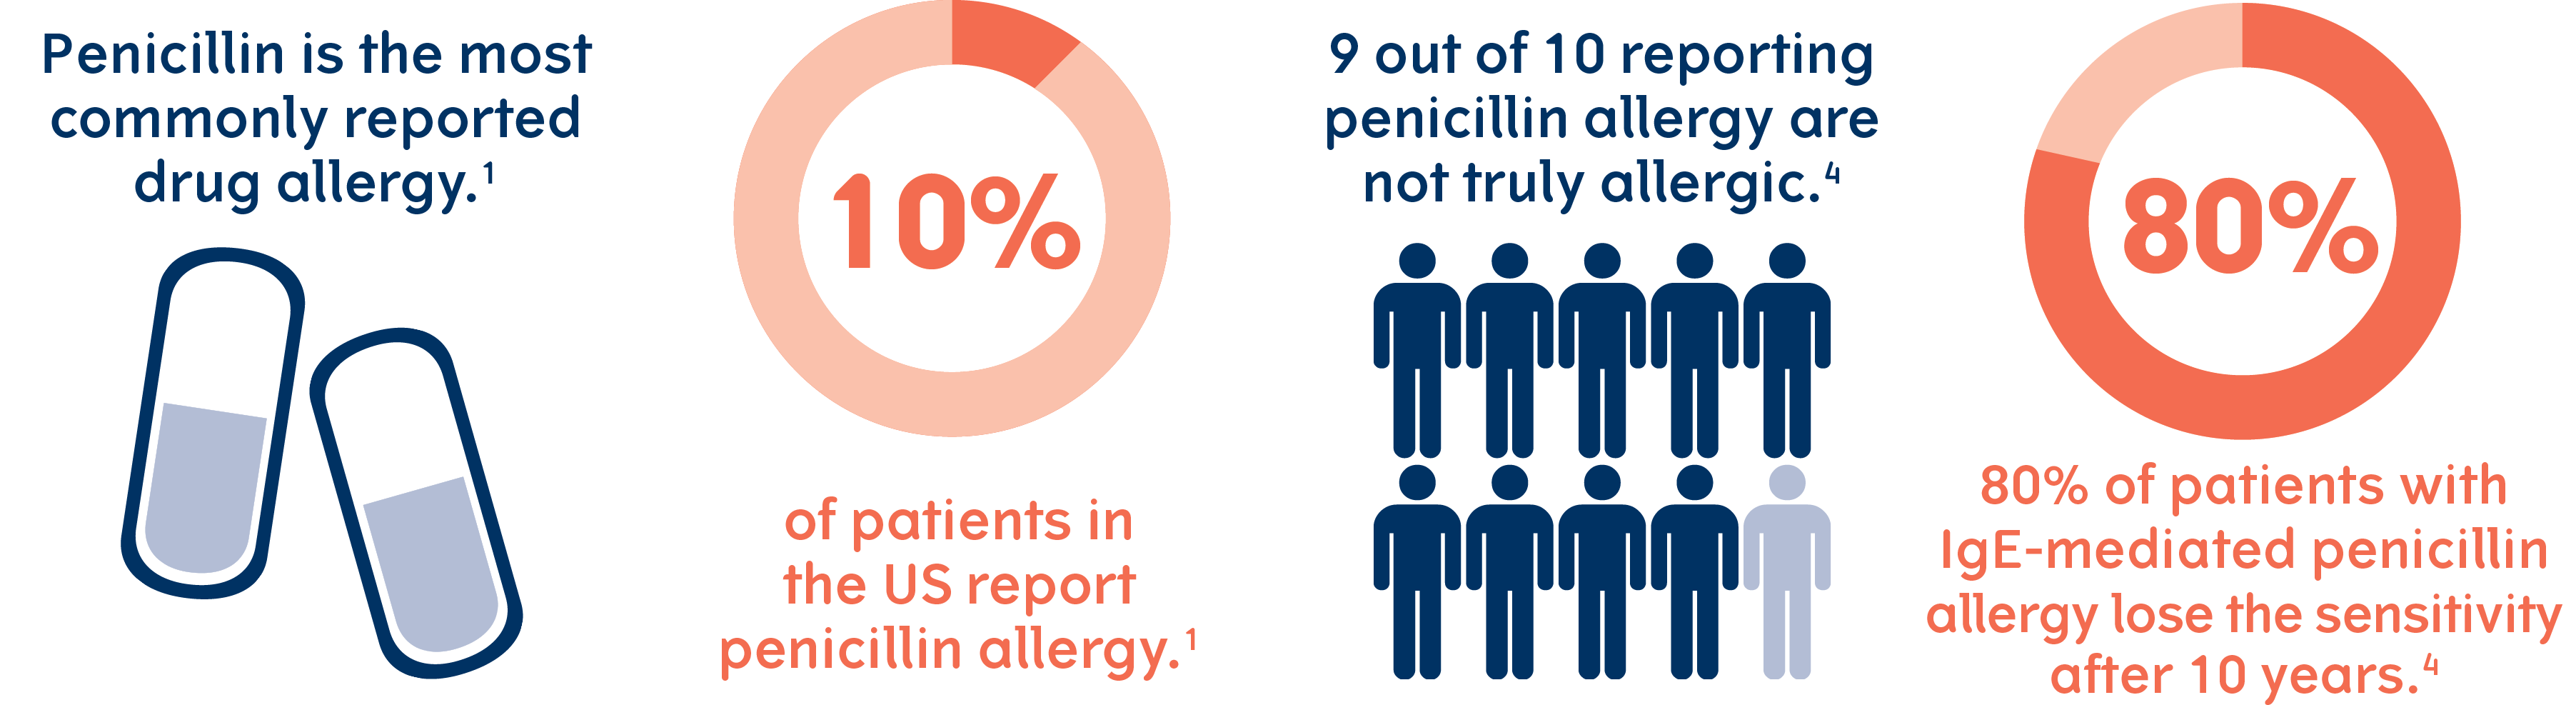 Penicillin is the most
commonly reported
drug allergy.¹
10%
of patients in
the US report
penicillin allergy.¹
9 out of 10 reporting
penicillin allergy are
not truly allergic.⁴
80%
80% of patients with
IgE-mediated penicillin
allergy lose the sensitivity
after 10 years.⁴